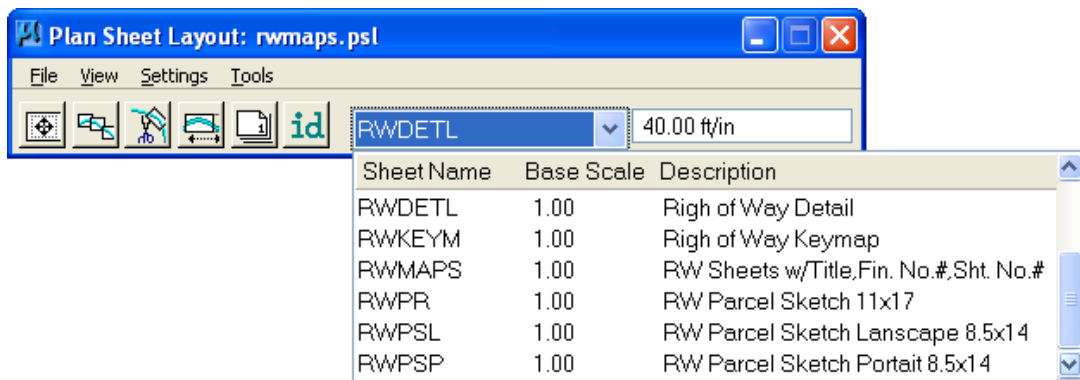 Plan Sheet Layout: rwmaps.psl
File View Settings Tools
1 id RWDETL 40.00 ft/in
Sheet Name Base Scale Description
RWDETL 1.00 Righ of Way Detail
RWKEYM 1.00 Righ of Way Keymap
RWMAPS 1.00 RW Sheets w/Title,Fin. No.#,Sht. No.#
RWPR 1.00 RW Parcel Sketch 11x17
RWPSL 1.00 RW Parcel Sketch Lanscape 8.5x14
RWPSP 1.00 RW Parcel Sketch Portait 8.5x14